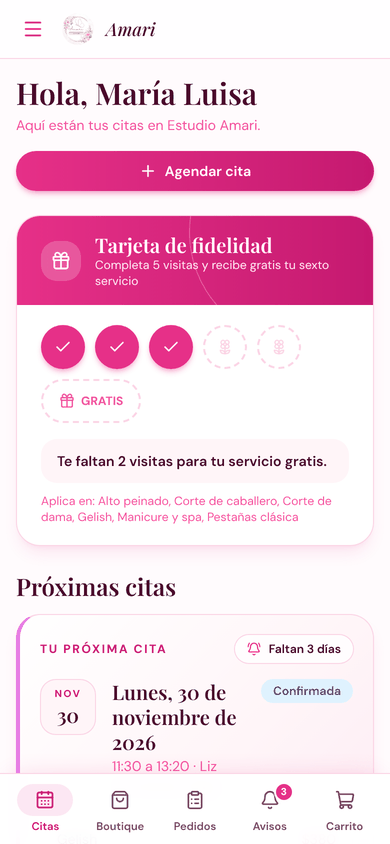 Amari
Hola, María Luisa
Aquí están tus citas en Estudio Amari.
Agendar cita
Tarjeta de fidelidad
Completa 5 visitas y recibe gratis tu sexto
servicio
GRATIS
Te faltan 2 visitas para tu servicio gratis.
Aplica en: Alto peinado, Corte de caballero, Corte de
dama, Gelish, Manicure y spa, Pestañas clásica
Próximas citas
TU PRÓXIMA CITA
Faltan 3 días
NOV
30
Lunes, 30 de
noviembre de
2026
Confirmada
11:30 a 13:20 · Liz
3
Citas
Boutique
Pedidos
Avisos
Carrito